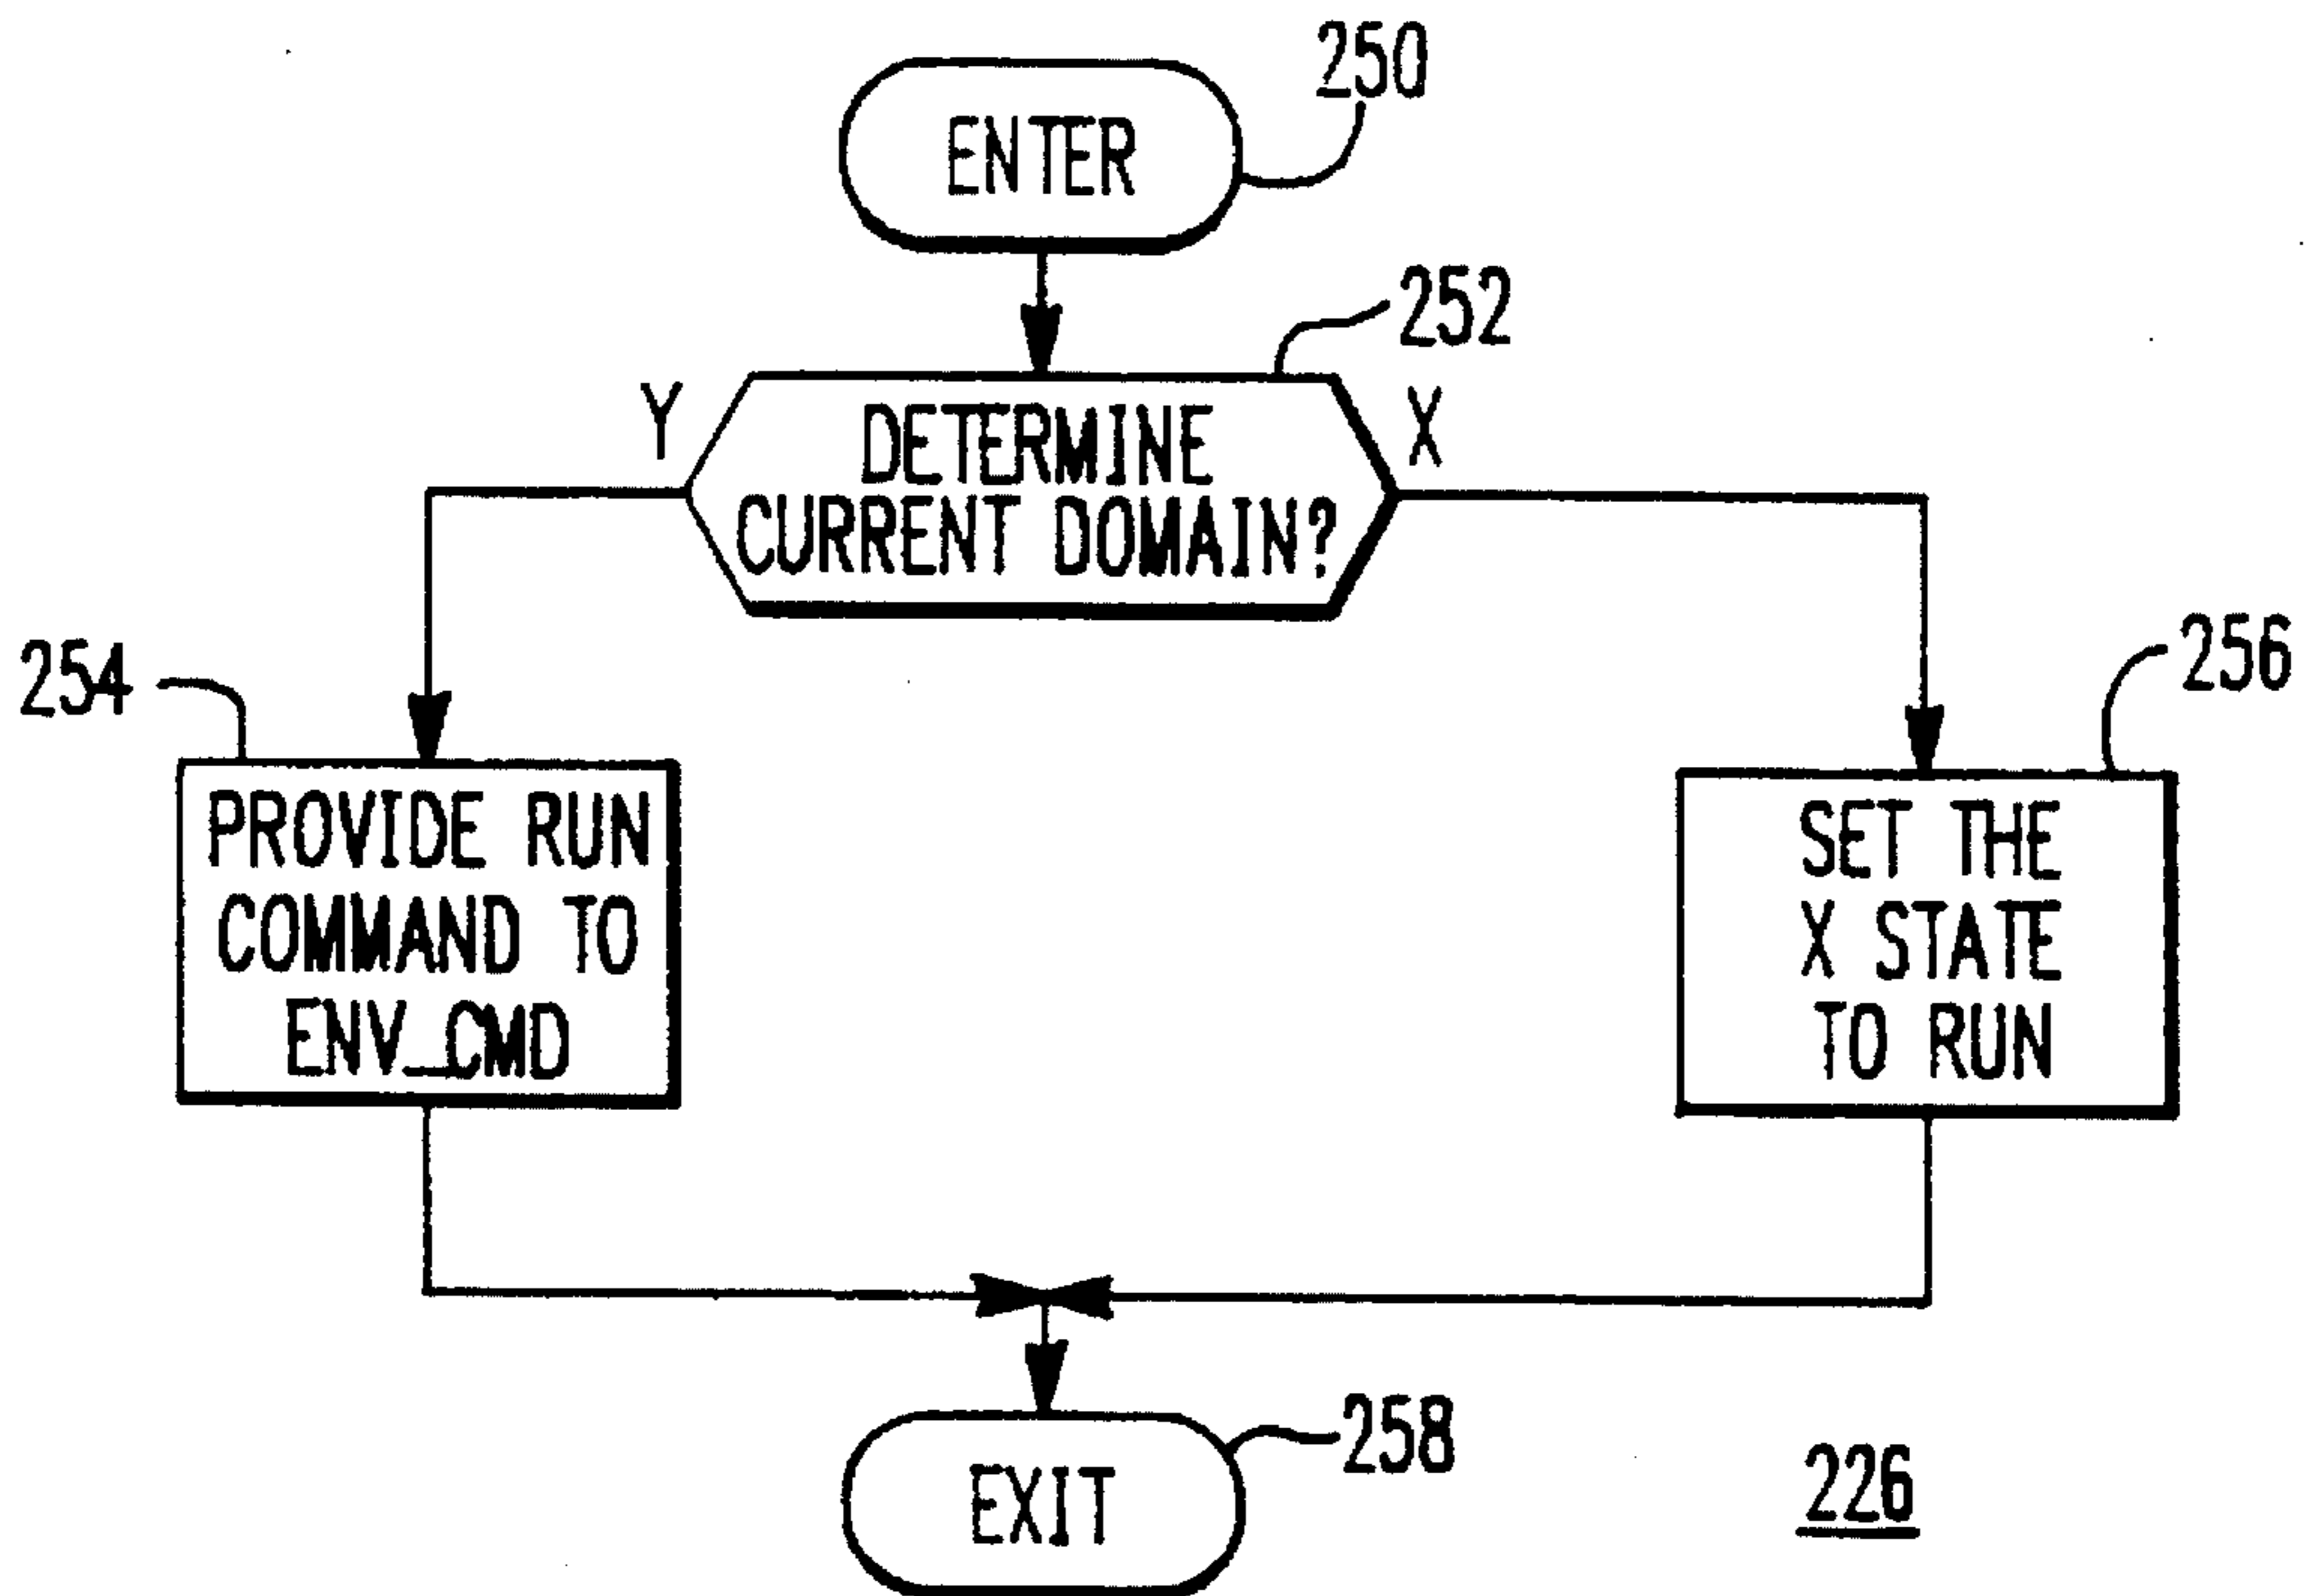 250
ENTER
252
Y
X
DETERMINE
CURRENT DOMAIN?
254
256
PROVIDE RUN
COMMAND TO
ENV_CMD
SET THE
X STATE
TO RUN
258
EXIT
226